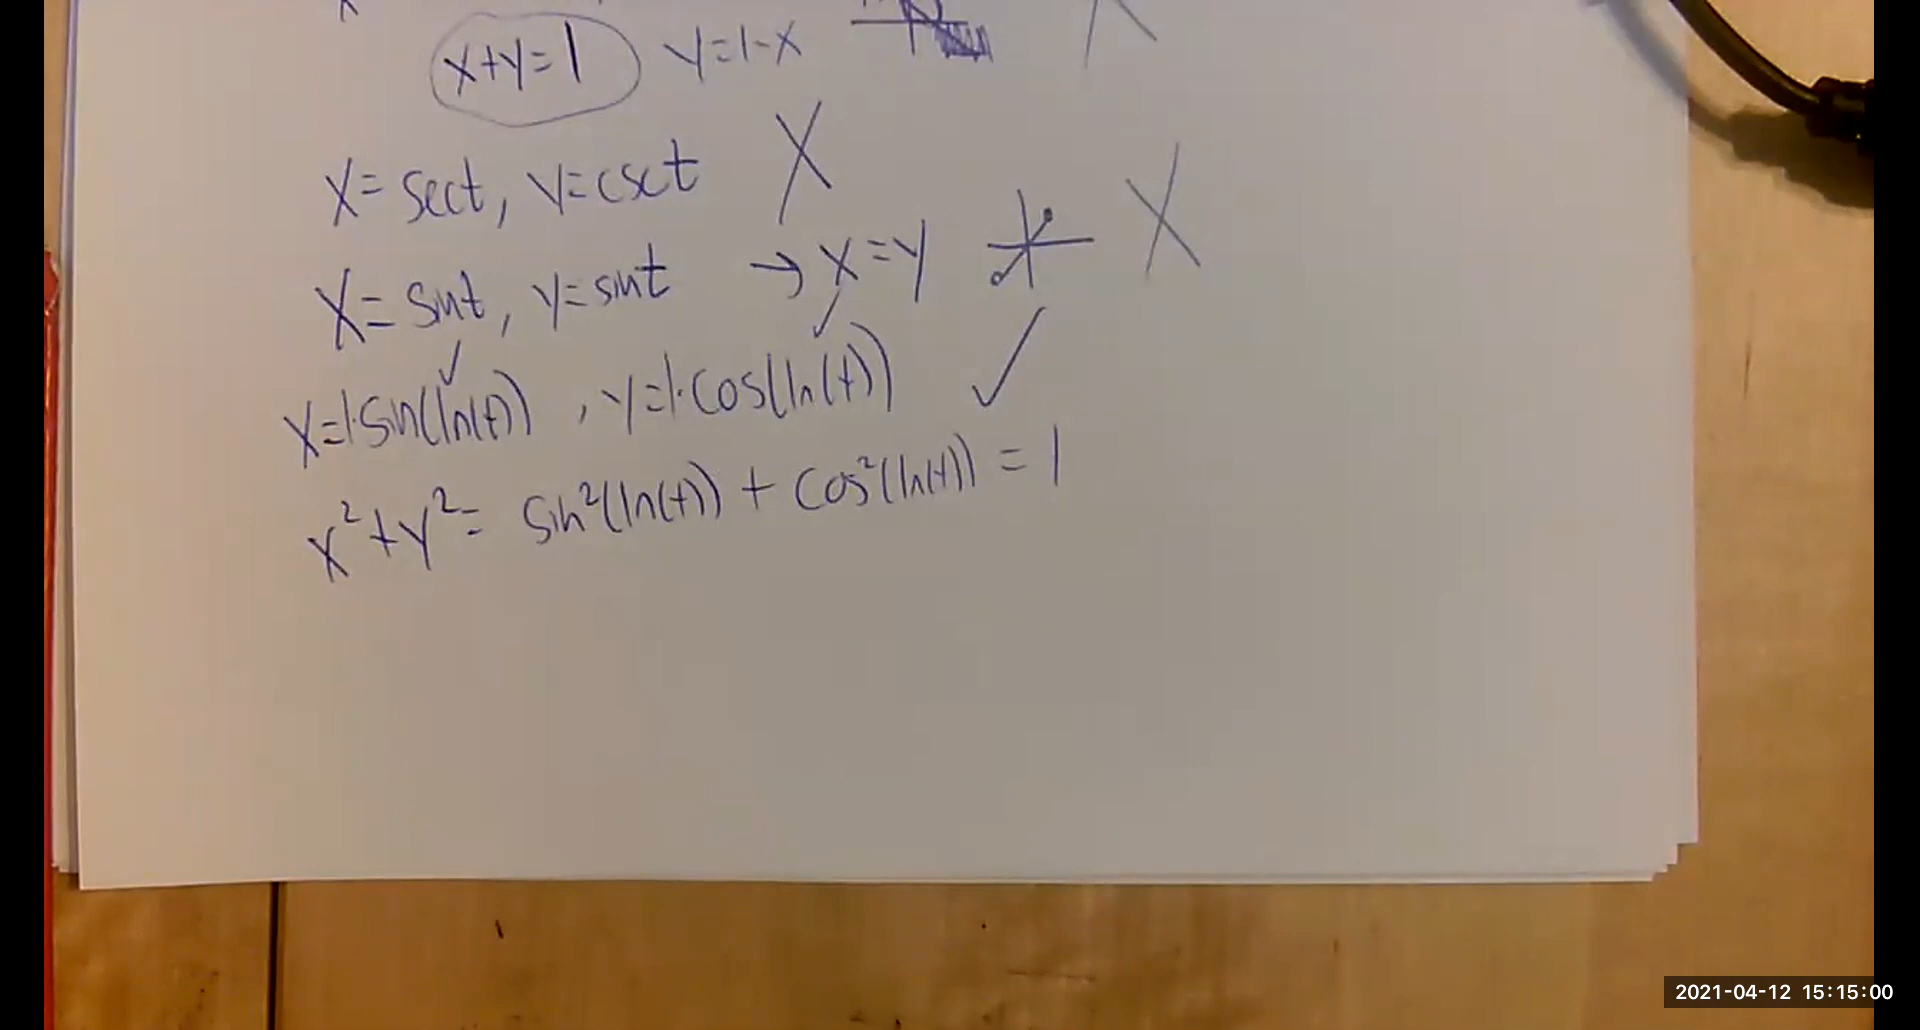 x+y=1 y=1-x
x=sect, y=csct X
x=sint, y=sint → x=y X
x=1·sin(ln(t)), y=1·cos(ln(t)) ✓
x²+y²= sin²(ln(t)) + cos²(ln(t)) = 1
2021-04-12 15:15:00